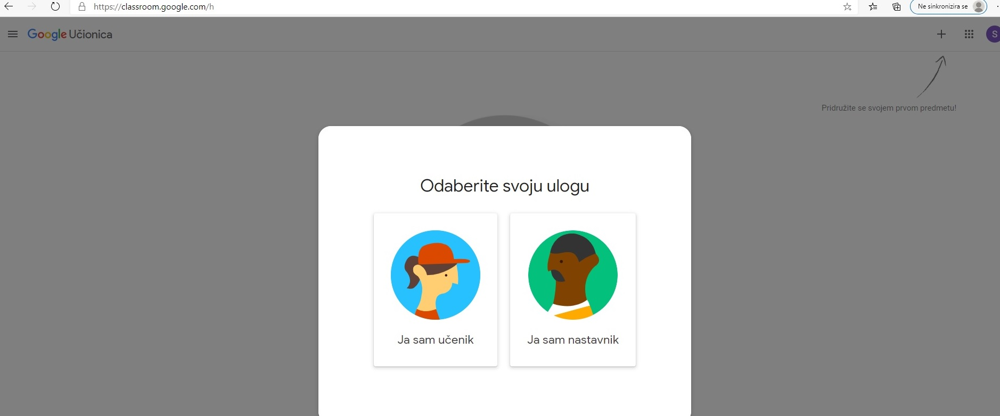 https://classroom.google.com/h
Ne sinkronizira se
Google Učionica
S
Pridružite se svojem prvom predmetu!
Odaberite svoju ulogu
Ja sam učenik
Ja sam nastavnik